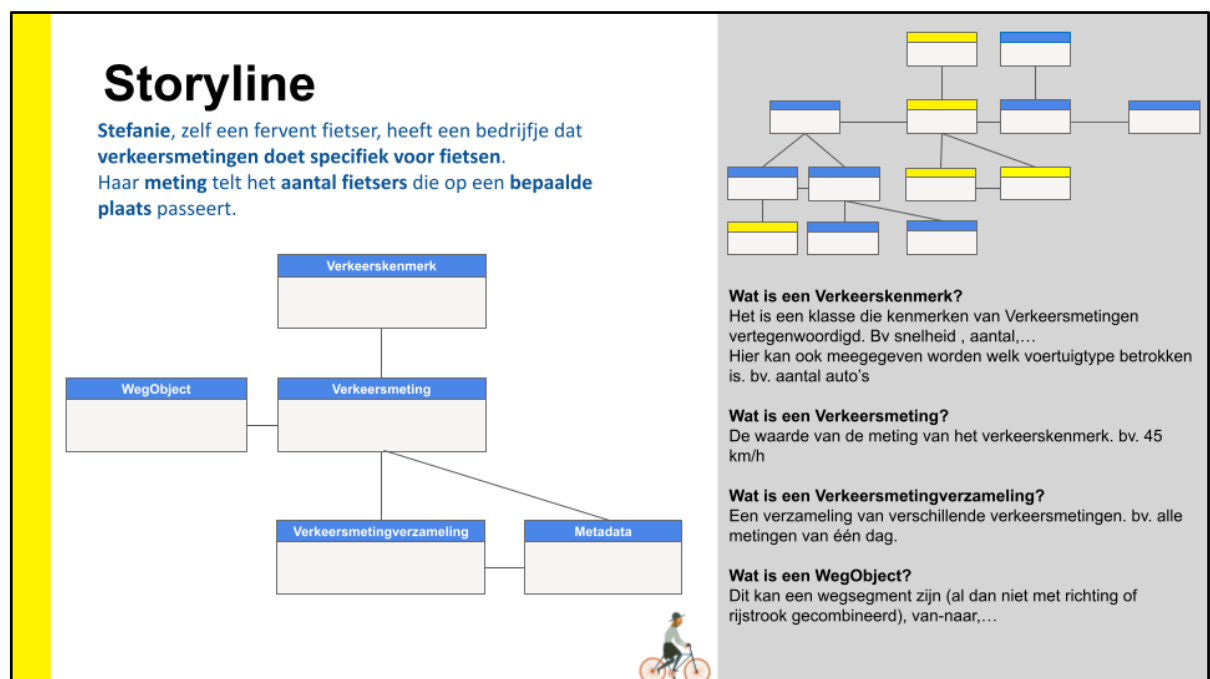 Storyline
Stefanie, zelf een fervent fietser, heeft een bedrijfje dat
verkeersmetingen doet specifiek voor fietsen.
Haar meting telt het aantal fietsers die op een bepaalde
plaats passeert.
Verkeerskenmerk
WegObject
Verkeersmeting
Verkeersmetingverzameling
Metadata
Wat is een Verkeerskenmerk?
Het is een klasse die kenmerken van Verkeersmetingen
vertegenwoordigd. Bv snelheid , aantal,…
Hier kan ook meegegeven worden welk voertuigtype betrokken
is. bv. aantal auto's
Wat is een Verkeersmeting?
De waarde van de meting van het verkeerskenmerk. bv. 45
km/h
Wat is een Verkeersmetingverzameling?
Een verzameling van verschillende verkeersmetingen. bv. alle
metingen van één dag.
Wat is een WegObject?
Dit kan een wegsegment zijn (al dan niet met richting of
rijstrook gecombineerd), van-naar,…